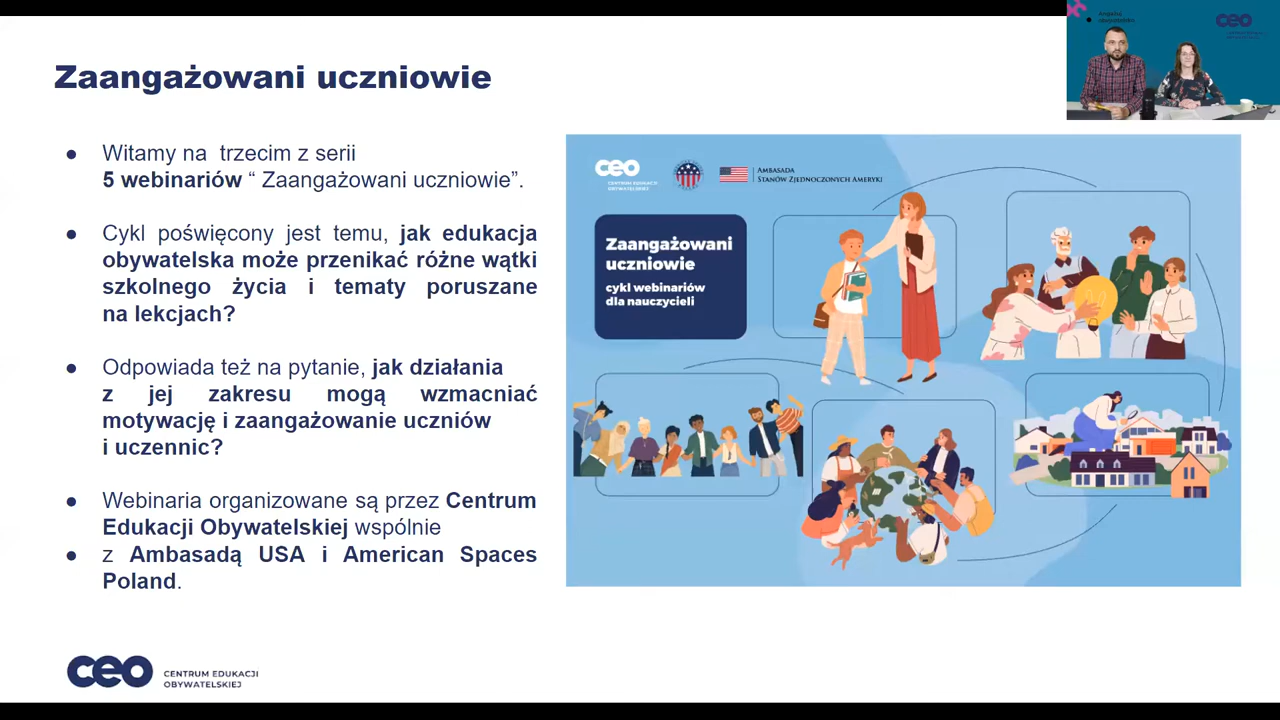 Zaangażowani uczniowie
● Witamy na trzecim z serii
5 webinariów “ Zaangażowani uczniowie”.
● Cykl poświęcony jest temu, jak edukacja
obywatelska może przenikać różne wątki
szkolnego życia i tematy poruszane
na lekcjach?
● Odpowiada też na pytanie, jak działania
z jej zakresu mogą wzmacniać
motywację i zaangażowanie uczniów
i uczennic?
● Webinaria organizowane są przez Centrum
Edukacji Obywatelskiej wspólnie
● z Ambasadą USA i American Spaces
Poland.
ceo
CENTRUM EDUKACJI
OBYWATELSKIEJ
AMBASADA
STANÓW ZJEDNOCZONYCH AMERYKI
Zaangażowani
uczniowie
cykl webinariów
dla nauczycieli
ceo
CENTRUM EDUKACJI
OBYWATELSKIEJ
ceo